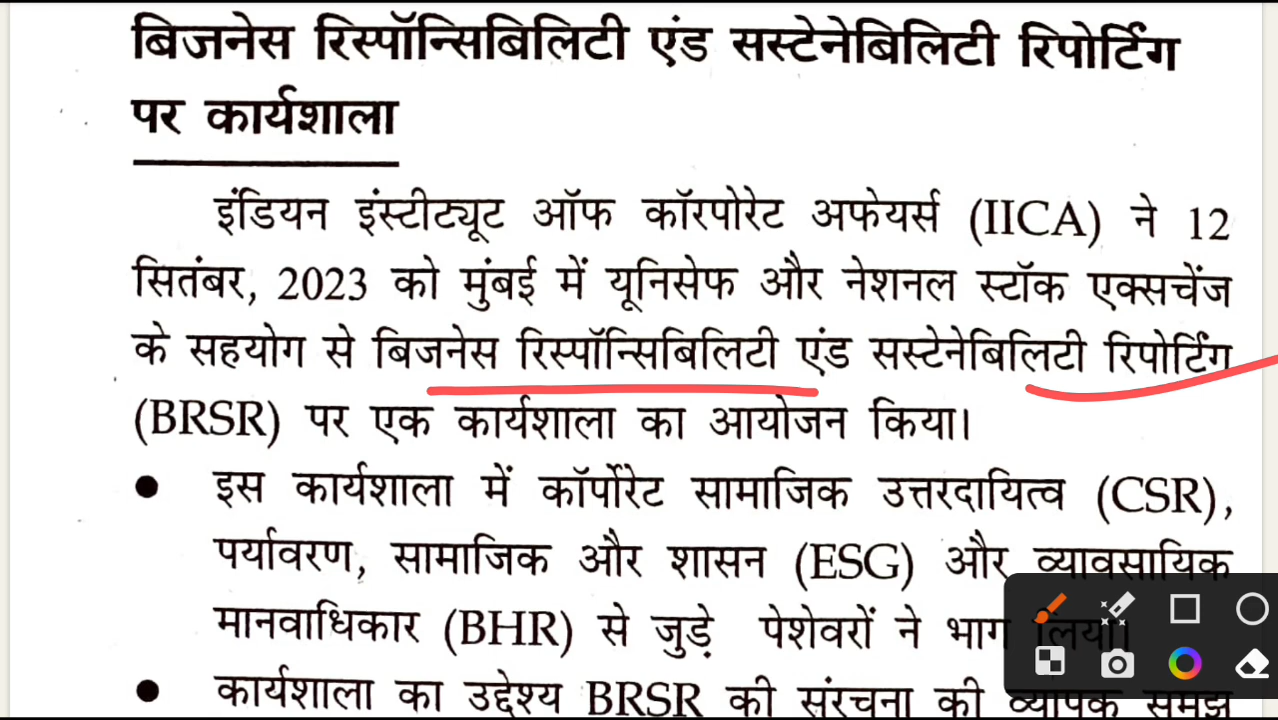 बिजनेस रिस्पॉन्सिबिलिटी एंड सस्टेनेबिलिटी रिपोर्टिंग
पर कार्यशाला
इंडियन इंस्टीट्यूट ऑफ कॉरपोरेट अफेयर्स (IICA) ने 12
सितंबर, 2023 को मुंबई में यूनिसेफ और नेशनल स्टॉक एक्सचेंज
के सहयोग से बिजनेस रिस्पॉन्सिबिलिटी एंड सस्टेनेबिलिटी रिपोर्टिंग
(BRSR) पर एक कार्यशाला का आयोजन किया।
● इस कार्यशाला में कॉर्पोरेट सामाजिक उत्तरदायित्व (CSR),
पर्यावरण, सामाजिक और शासन (ESG) और व्यावसायिक
मानवाधिकार (BHR) से जुड़े पेशेवरों ने भाग लिया।
● कार्यशाला का उद्देश्य BRSR की संरचना की व्यापक समझ